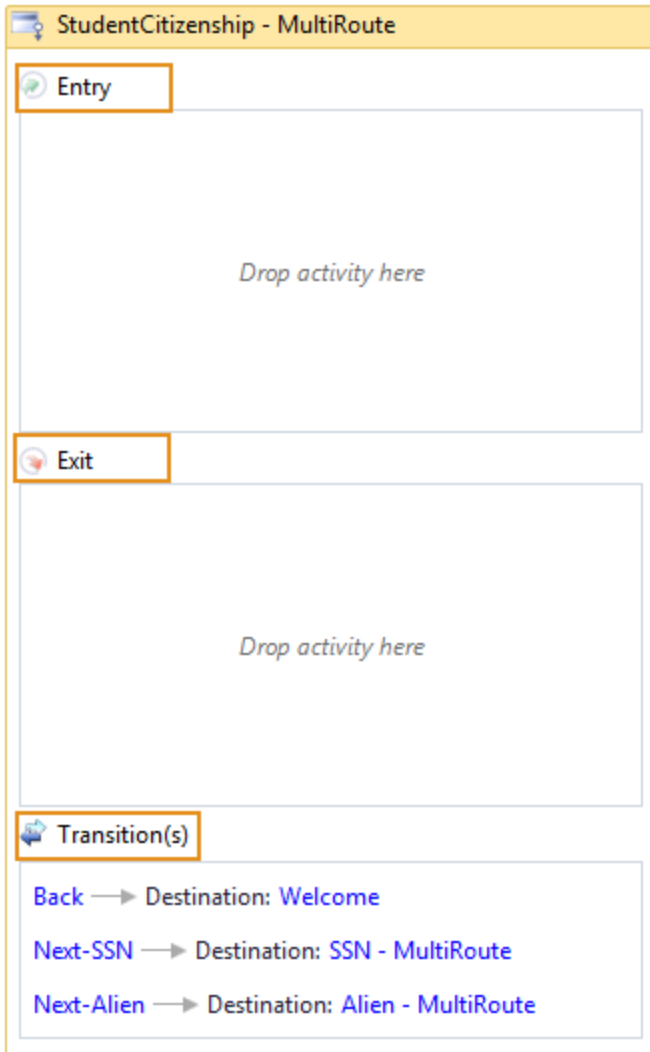 StudentCitizenship - MultiRoute
Entry
Drop activity here
Exit
Drop activity here
Transition(s)
Back Destination: Welcome
Next-SSN Destination: SSN - MultiRoute
Next-Alien Destination: Alien - MultiRoute